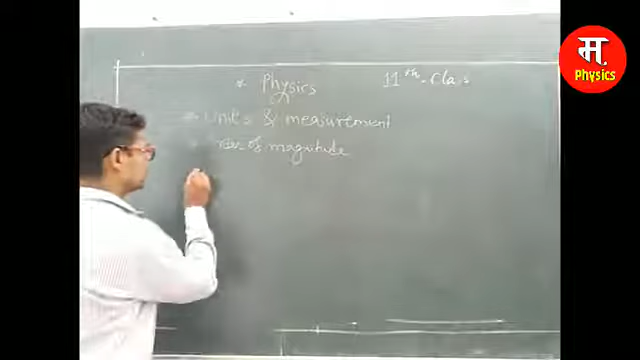 * Physics 11th. Class
* Units & measurement
of magnitude
म.
Physics